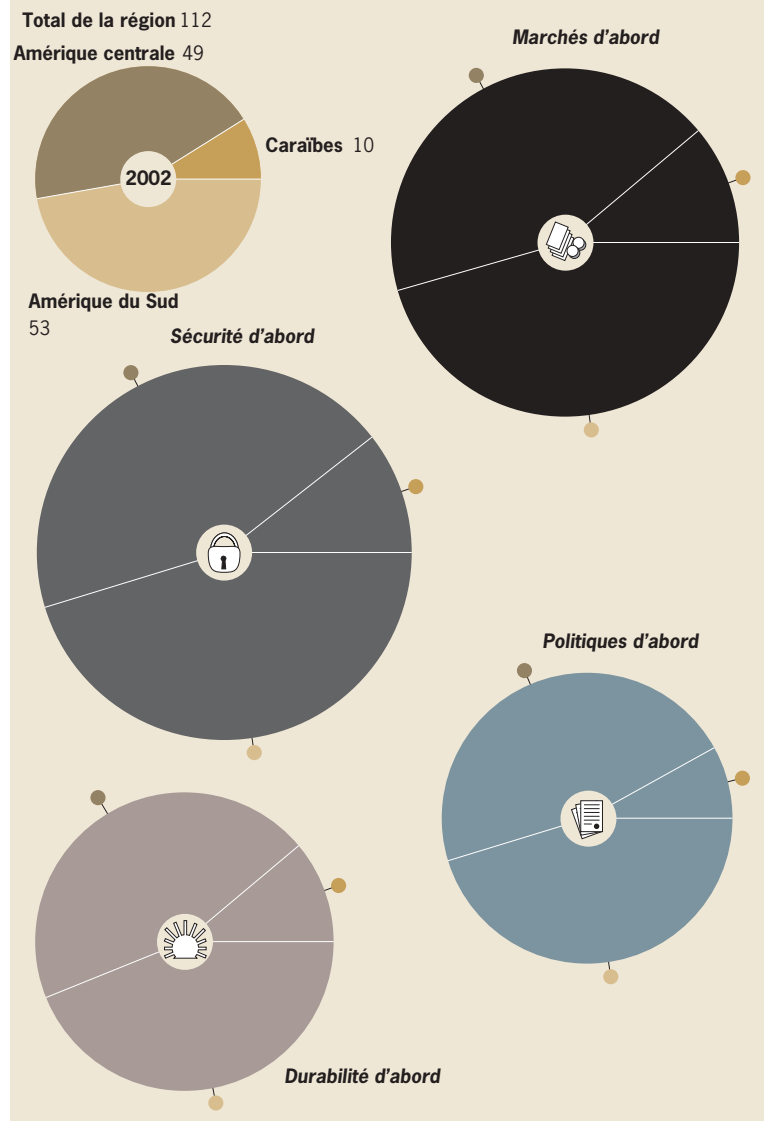 Total de la région 112
Amérique centrale 49
Caraïbes 10
2002
Amérique du Sud
53
Marchés d'abord
Sécurité d'abord
Politiques d'abord
Durabilité d'abord